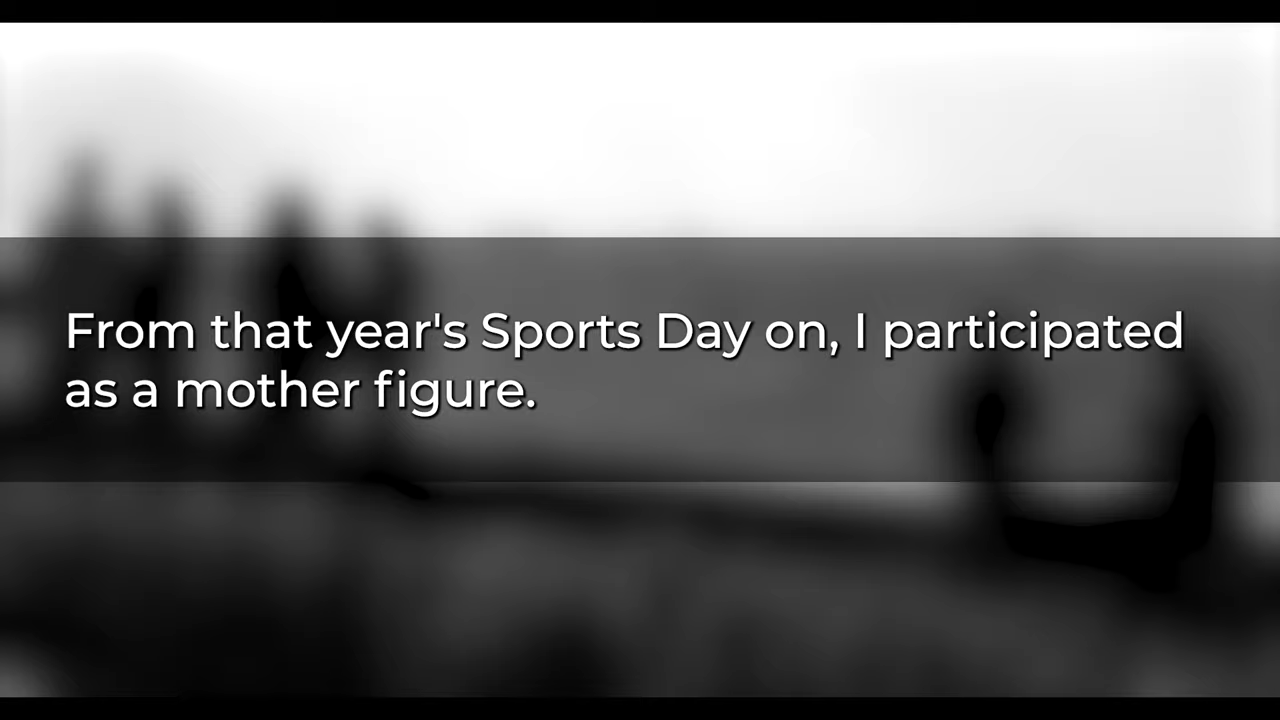 From that year's Sports Day on, I participated
as a mother figure.